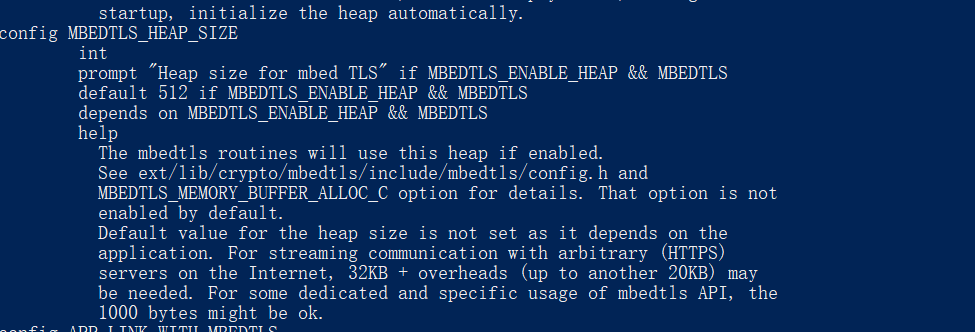 startup, initialize the heap automatically.
config MBEDTLS_HEAP_SIZE
int
prompt "Heap size for mbed TLS" if MBEDTLS_ENABLE_HEAP && MBEDTLS
default 512 if MBEDTLS_ENABLE_HEAP && MBEDTLS
depends on MBEDTLS_ENABLE_HEAP && MBEDTLS
help
The mbedtls routines will use this heap if enabled.
See ext/lib/crypto/mbedtls/include/mbedtls/config.h and
MBEDTLS_MEMORY_BUFFER_ALLOC_C option for details. That option is not
enabled by default.
Default value for the heap size is not set as it depends on the
application. For streaming communication with arbitrary (HTTPS)
servers on the Internet, 32KB + overheads (up to another 20KB) may
be needed. For some dedicated and specific usage of mbedtls API, the
1000 bytes might be ok.
config APP_LINK_WITH_MBEDTLS